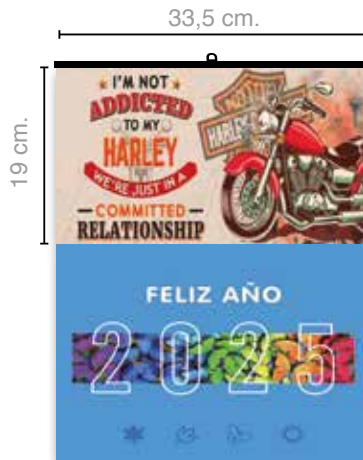 33,5 cm.
19 cm.
I'M NOT
ADDICTED
TO MY
HARLEY
WE'RE JUST IN A
COMMITTED
RELATIONSHIP
HARLEY
FELIZ AÑO
2025